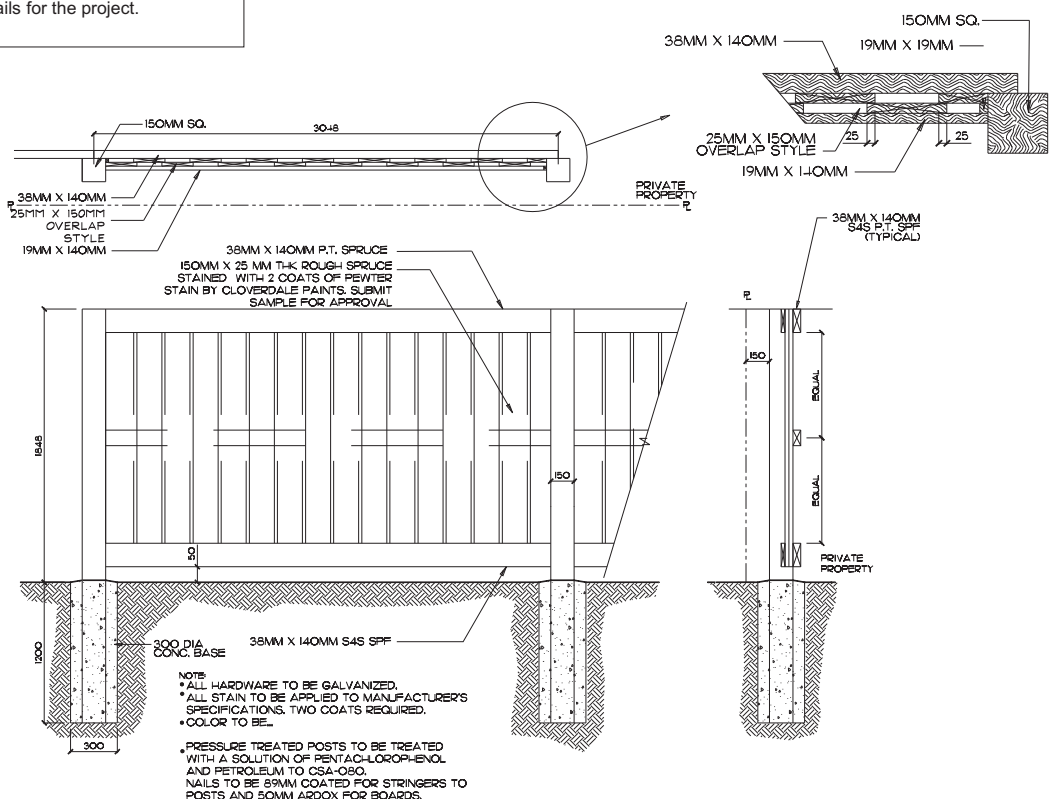 ails for the project.
150MM SQ.
38MM X 140MM
19MM X 19MM
25MM X 150MM
OVERLAP STYLE
25
25
19MM X 140MM
150MM SQ.
3048
38MM X 140MM
25MM X 150MM
OVERLAP
STYLE
19MM X 140MM
PRIVATE
PROPERTY
PL
PL
38MM X 140MM P.T. SPRUCE
150MM X 25 MM THK ROUGH SPRUCE
STAINED WITH 2 COATS OF PEWTER
STAIN BY CLOVERDALE PAINTS. SUBMIT
SAMPLE FOR APPROVAL
38MM X 140MM
S4S P.T. SPF
(TYPICAL)
PL
150
EQUAL
EQUAL
1848
150
50
PRIVATE
PROPERTY
1200
300 DIA
CONC. BASE
38MM X 140MM S4S SPF
300
NOTE:
• ALL HARDWARE TO BE GALVANIZED.
• ALL STAIN TO BE APPLIED TO MANUFACTURER'S
SPECIFICATIONS. TWO COATS REQUIRED.
• COLOR TO BE...
• PRESSURE TREATED POSTS TO BE TREATED
WITH A SOLUTION OF PENTACHLOROPHENOL
AND PETROLEUM TO CSA-080.
NAILS TO BE 89MM COATED FOR STRINGERS TO
POSTS AND 50MM ARDOX FOR BOARDS.